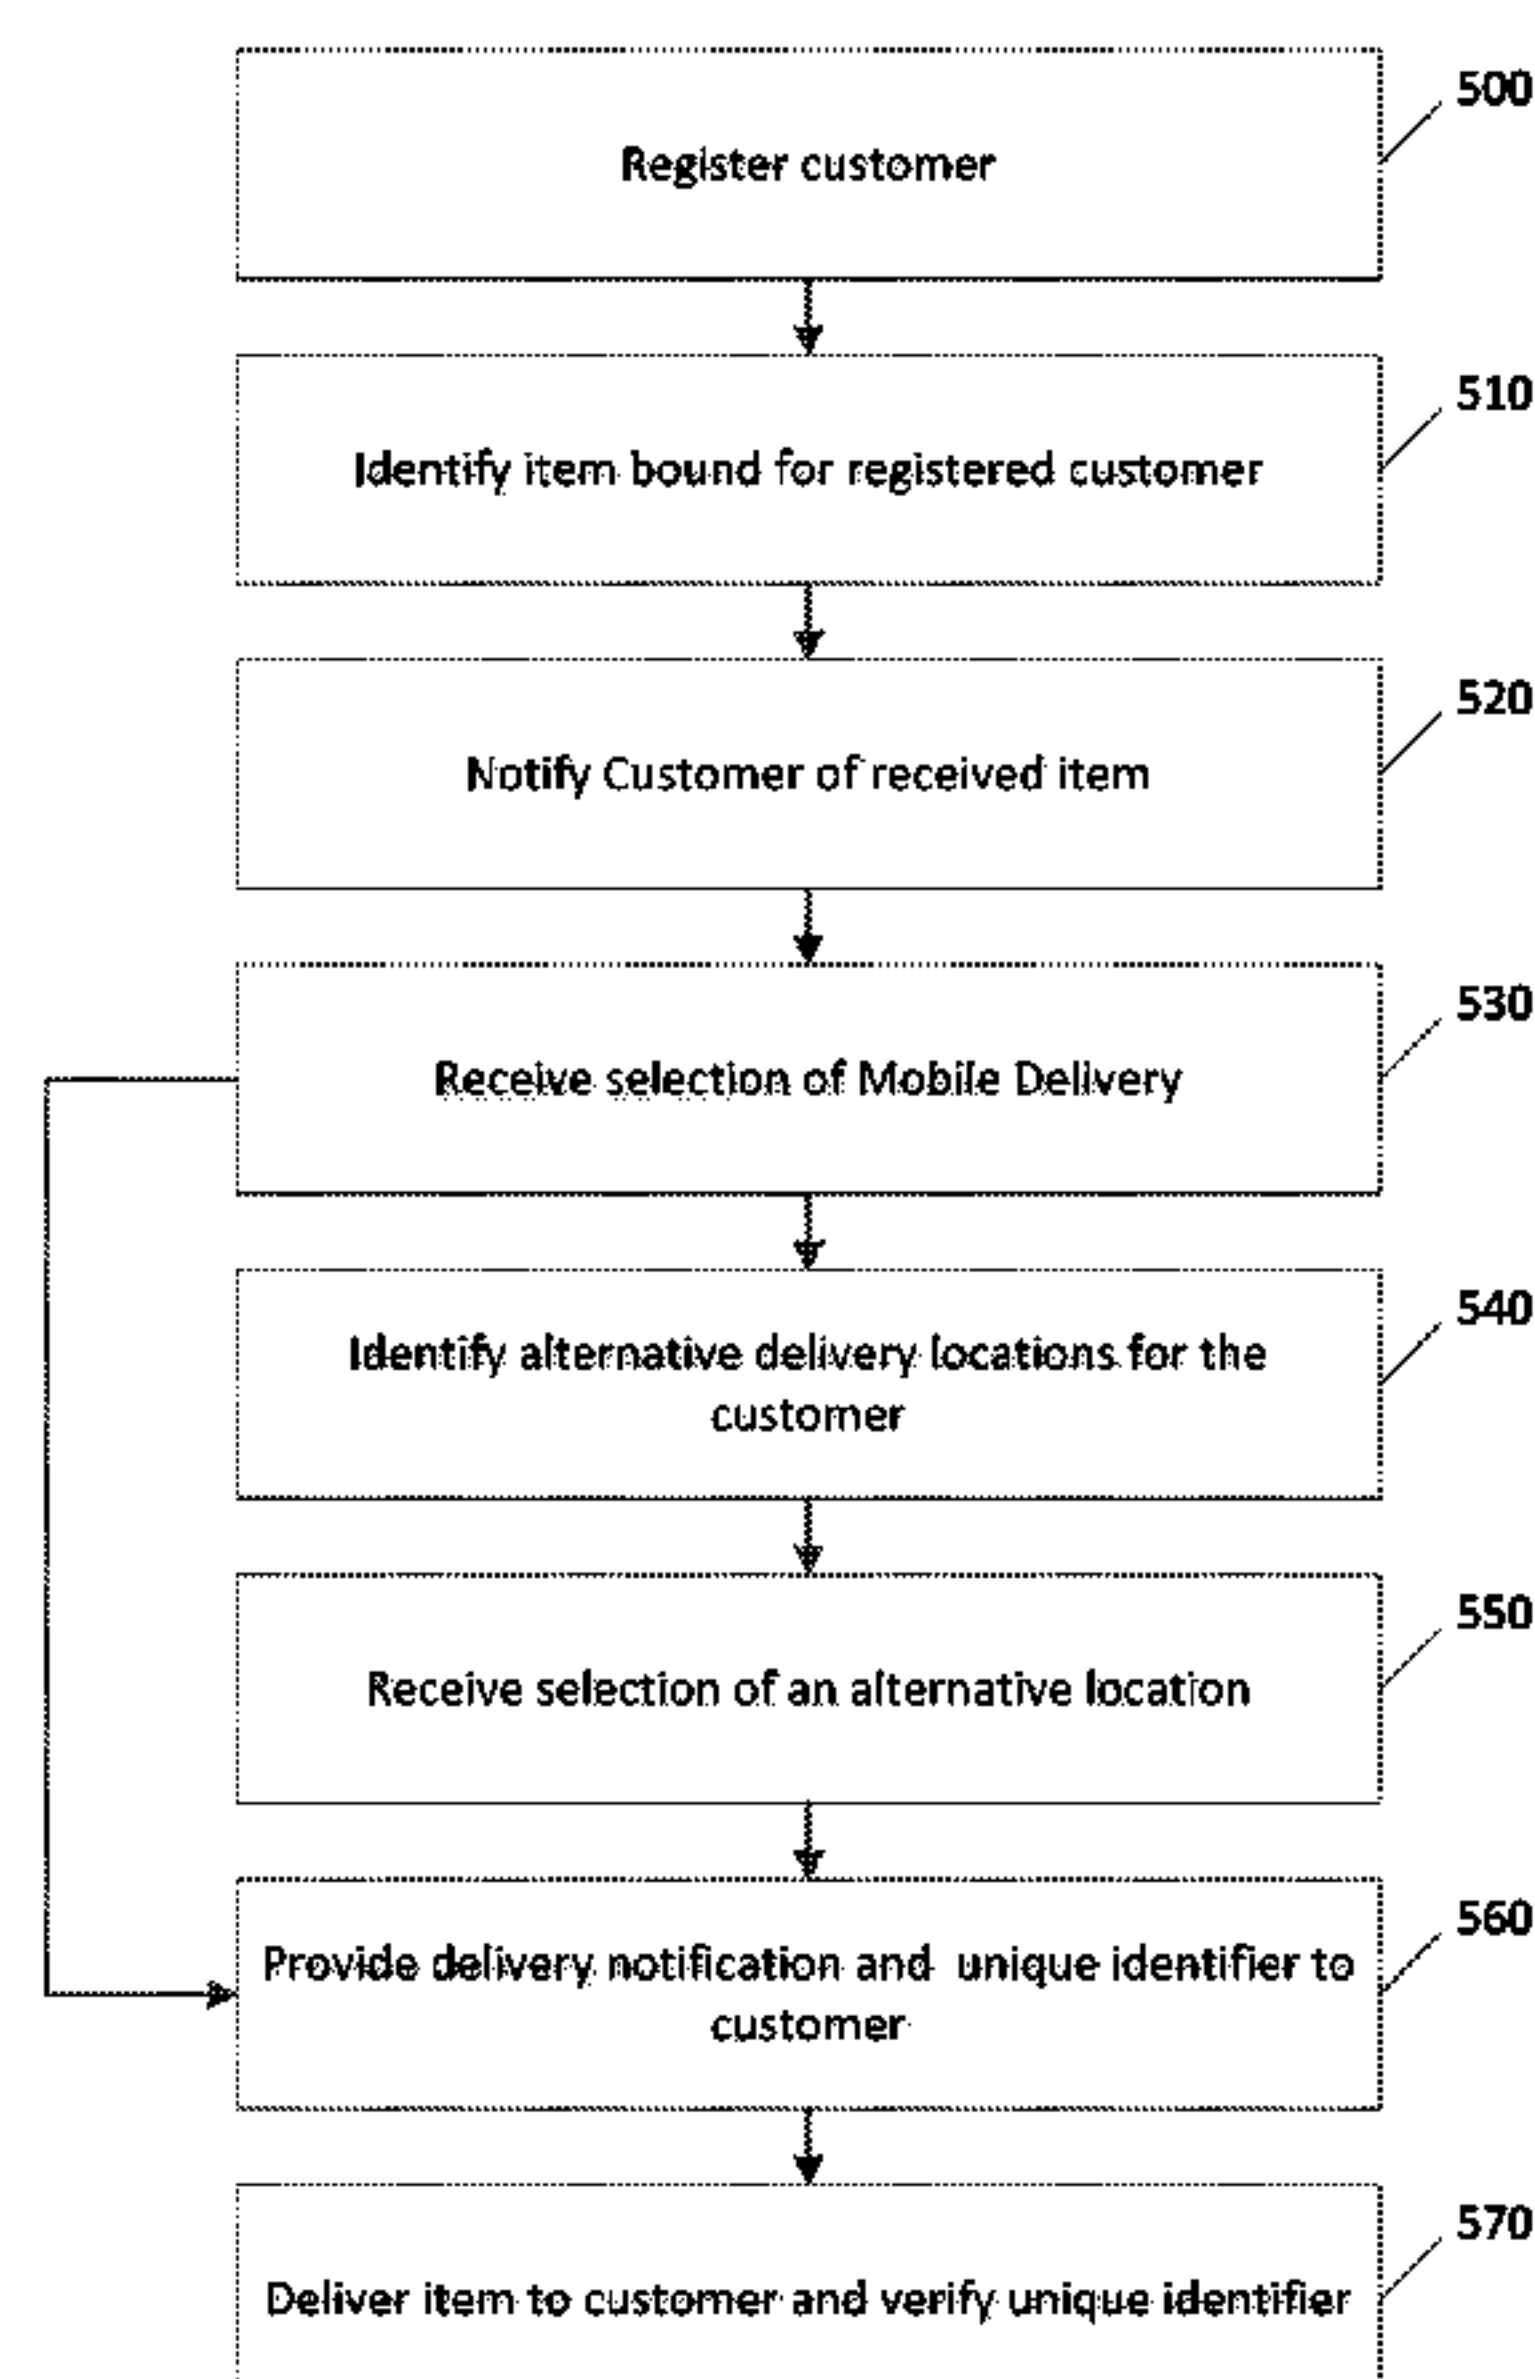 500
Register customer
510
Identify item bound for registered customer
520
Notify Customer of received item
530
Receive selection of Mobile Delivery
540
Identify alternative delivery locations for the
customer
550
Receive selection of an alternative location
560
Provide delivery notification and unique identifier to
customer
570
Deliver item to customer and verify unique identifier